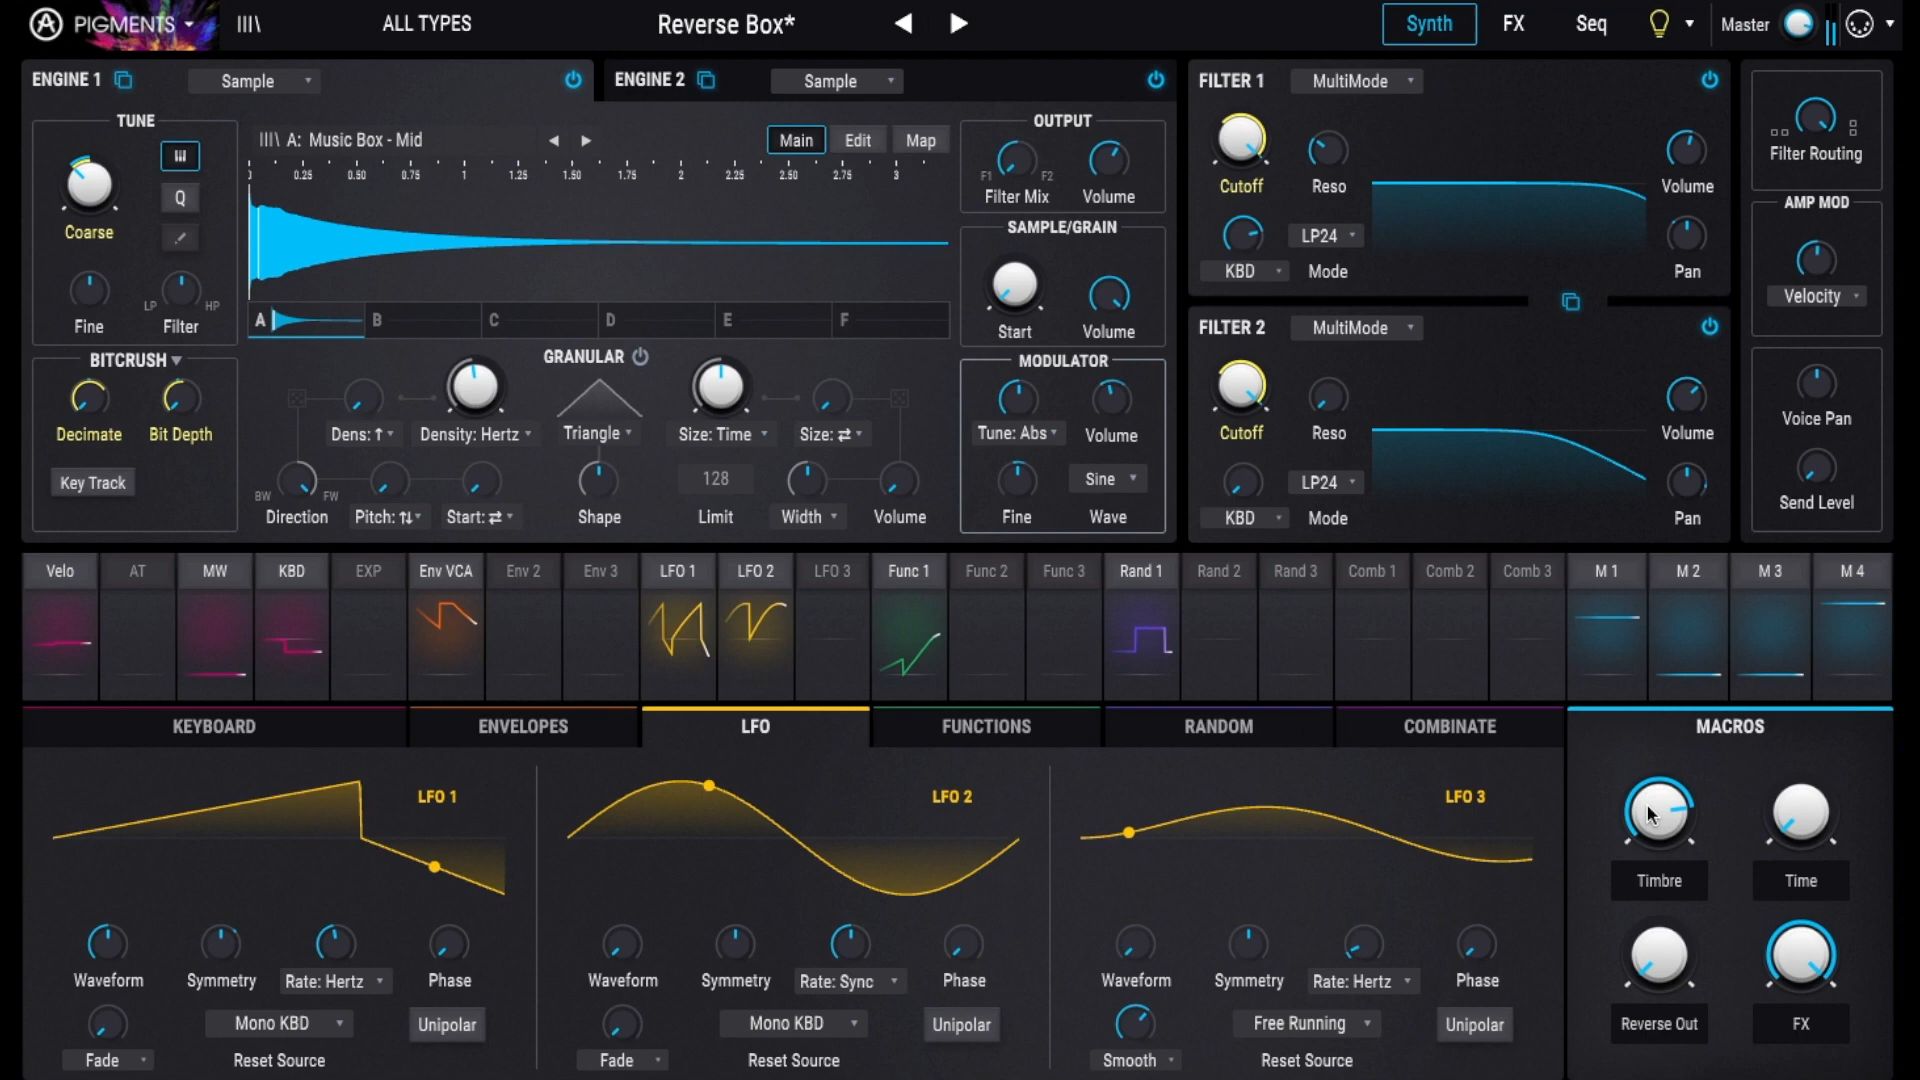 PIGMENTS
ALL TYPES
Reverse Box*
Synth
FX
Seq
Master
ENGINE 1
Sample
ENGINE 2
Sample
TUNE
Coarse
Q
Fine
LP
HP
Filter
A: Music Box - Mid
Main
Edit
Map
0
0.25
0.50
0.75
1
1.25
1.50
1.75
2
2.25
2.50
2.75
3
A
B
C
D
E
F
BITCRUSH
Decimate
Bit Depth
Key Track
GRANULAR
Dens:
Density: Hertz
Triangle
Size: Time
Size:
128
BW
FW
Direction
Pitch:
Start:
Shape
Limit
Width
Volume
OUTPUT
F1
F2
Filter Mix
Volume
SAMPLE/GRAIN
Start
Volume
MODULATOR
Tune: Abs
Volume
Sine
Fine
Wave
FILTER 1
MultiMode
Cutoff
Reso
Volume
LP24
KBD
Mode
Pan
FILTER 2
MultiMode
Cutoff
Reso
Volume
LP24
KBD
Mode
Pan
Filter Routing
AMP MOD
Velocity
Voice Pan
Send Level
Velo
AT
MW
KBD
EXP
Env VCA
Env 2
Env 3
LFO 1
LFO 2
LFO 3
Func 1
Func 2
Func 3
Rand 1
Rand 2
Rand 3
Comb 1
Comb 2
Comb 3
M 1
M 2
M 3
M 4
KEYBOARD
ENVELOPES
LFO
FUNCTIONS
RANDOM
COMBINATE
MACROS
LFO 1
Waveform
Symmetry
Rate: Hertz
Phase
Mono KBD
Unipolar
Fade
Reset Source
LFO 2
Waveform
Symmetry
Rate: Sync
Phase
Mono KBD
Unipolar
Fade
Reset Source
LFO 3
Waveform
Symmetry
Rate: Hertz
Phase
Free Running
Unipolar
Smooth
Reset Source
Timbre
Time
Reverse Out
FX